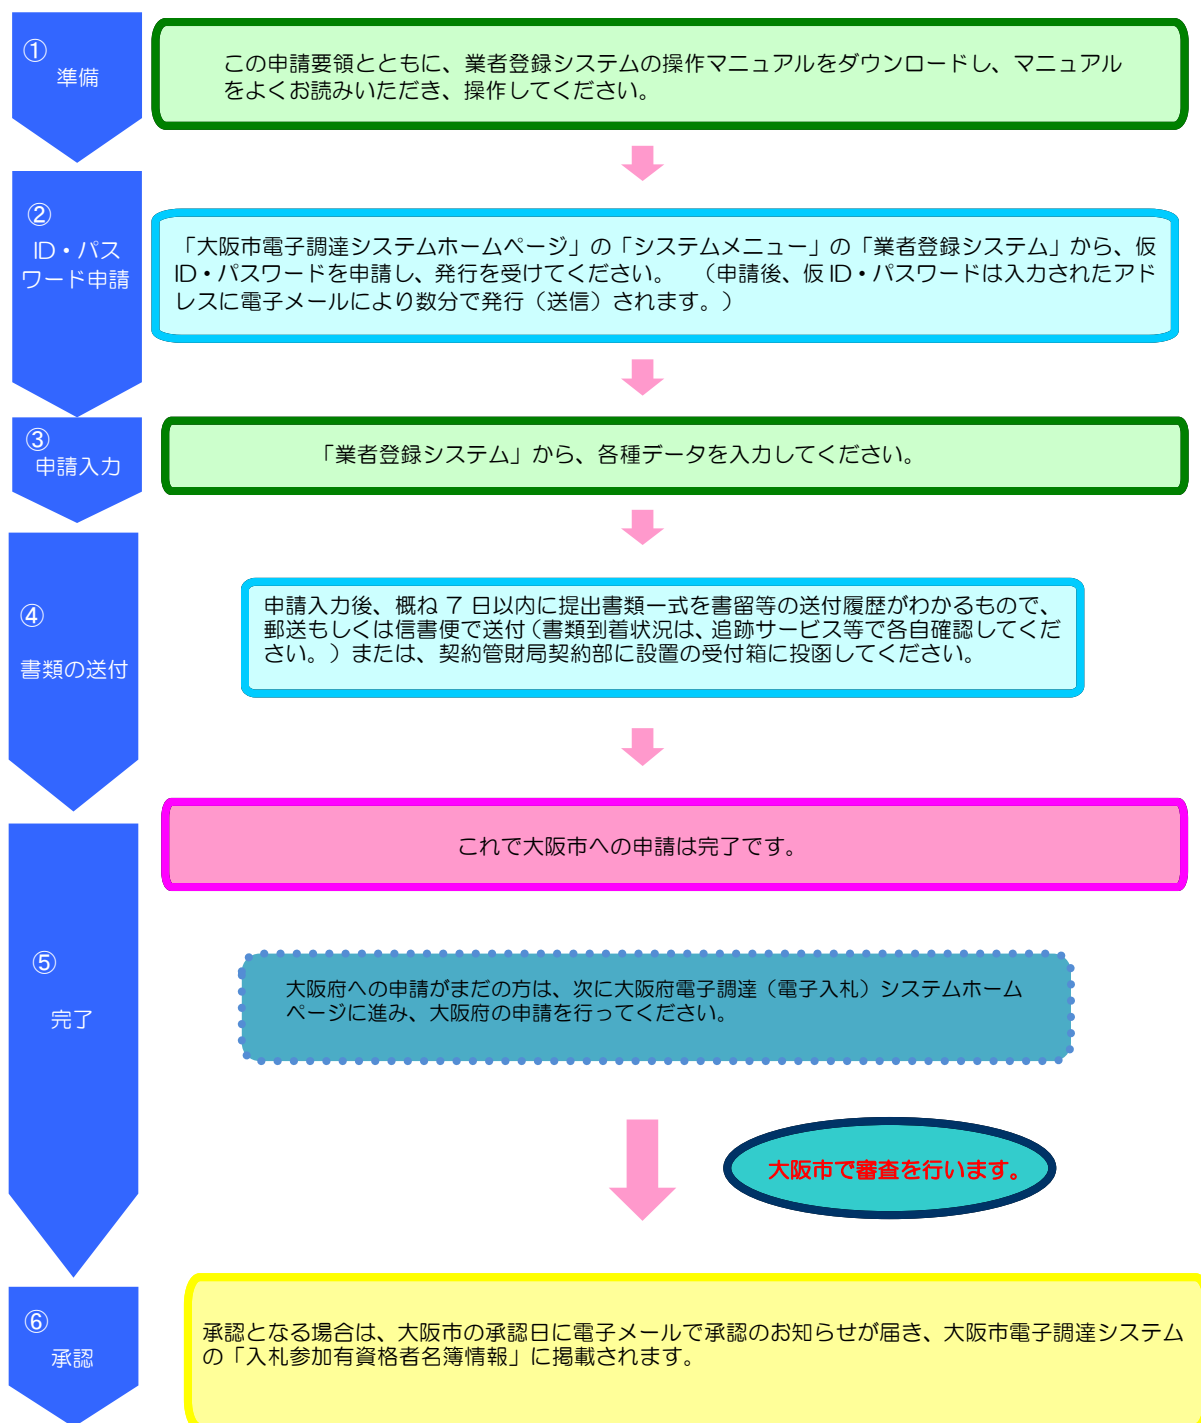 ①
準備
この申請要領とともに、業者登録システムの操作マニュアルをダウンロードし、マニュアル
をよくお読みいただき、操作してください。
②
ID・パス
ワード申請
「大阪市電子調達システムホームページ」の「システムメニュー」の「業者登録システム」から、仮
ID・パスワードを申請し、発行を受けてください。　（申請後、仮 ID・パスワードは入力されたアド
レスに電子メールにより数分で発行（送信）されます。）
③
申請入力
「業者登録システム」から、各種データを入力してください。
④
書類の送付
申請入力後、概ね 7 日以内に提出書類一式を書留等の送付履歴がわかるもので、
郵送もしくは信書便で送付（書類到着状況は、追跡サービス等で各自確認してくだ
さい。）または、契約管財局契約部に設置の受付箱に投函してください。
これで大阪市への申請は完了です。
⑤
完了
大阪府への申請がまだの方は、次に大阪府電子調達（電子入札）システムホーム
ページに進み、大阪府の申請を行ってください。
大阪市で審査を行います。
⑥
承認
承認となる場合は、大阪市の承認日に電子メールで承認のお知らせが届き、大阪市電子調達システム
の「入札参加有資格者名簿情報」に掲載されます。